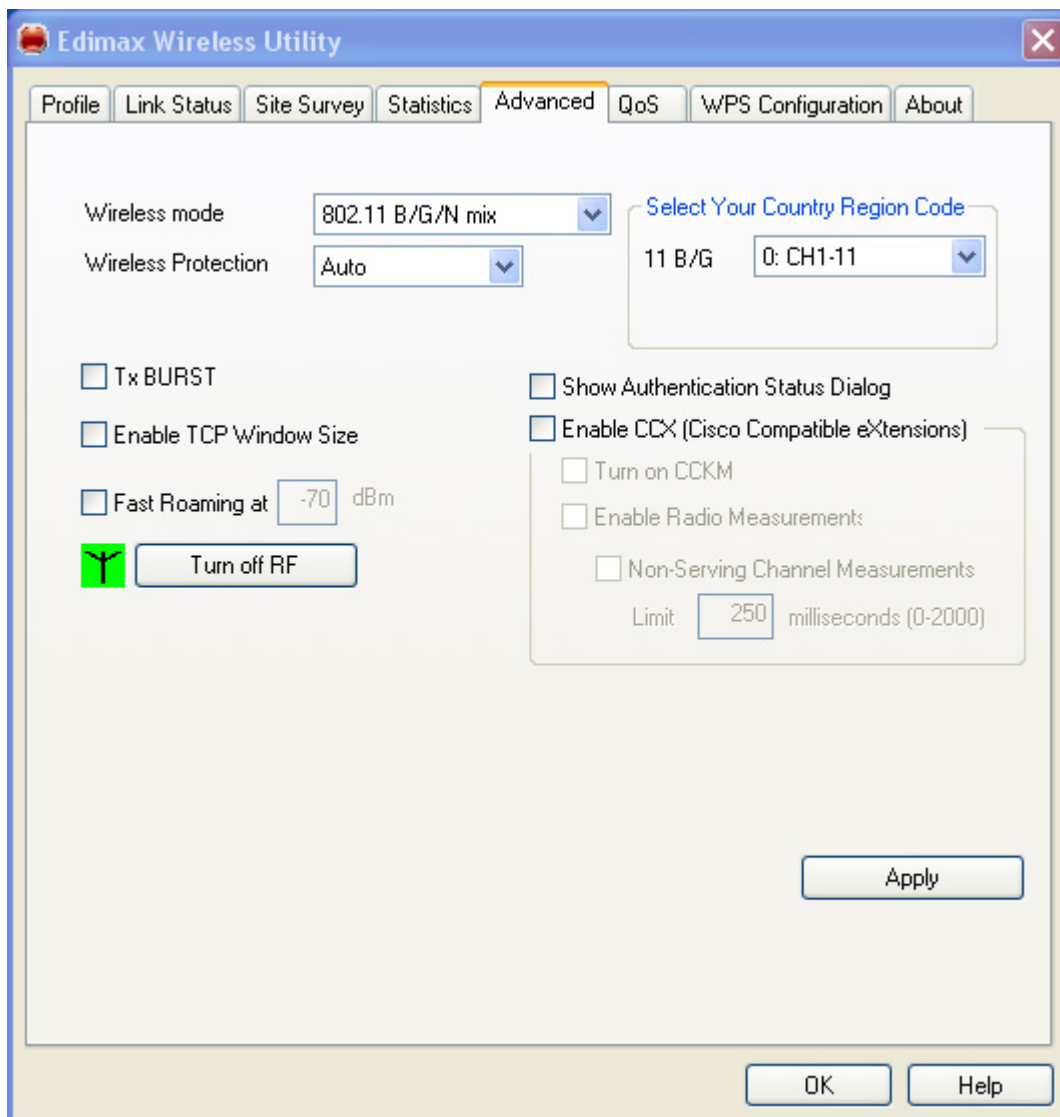 Edimax Wireless Utility
Profile Link Status Site Survey Statistics Advanced QoS WPS Configuration About
Wireless mode 802.11 B/G/N mix
Wireless Protection Auto
Select Your Country Region Code
11 B/G 0: CH1-11
Tx BURST
Enable TCP Window Size
Fast Roaming at -70 dBm
Turn off RF
Show Authentication Status Dialog
Enable CCX (Cisco Compatible eXtensions)
Turn on CCKM
Enable Radio Measurements
Non-Serving Channel Measurements
Limit 250 milliseconds (0-2000)
Apply
OK Help